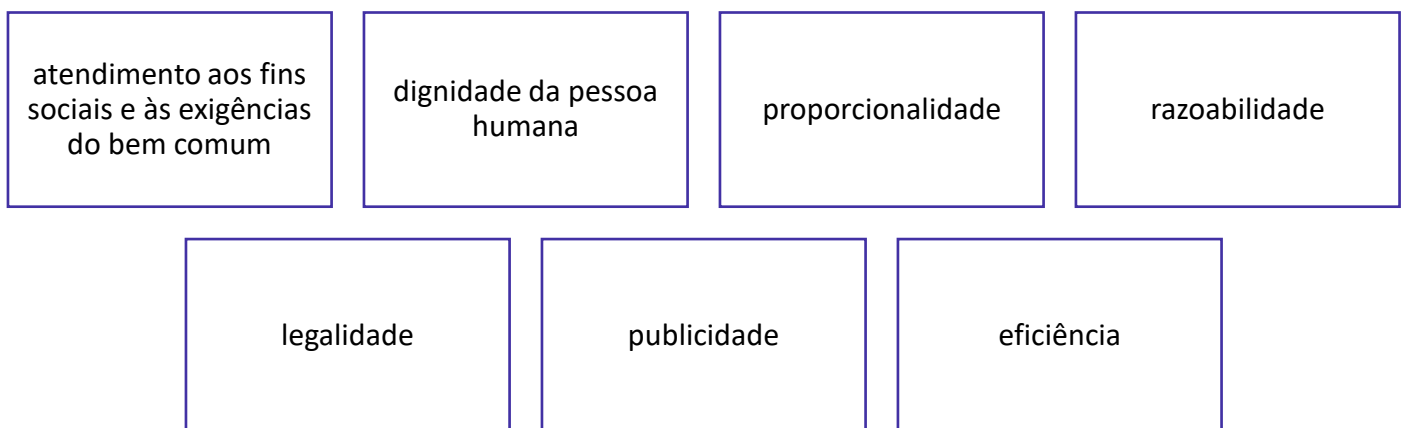 atendimento aos fins
sociais e às exigências
do bem comum
dignidade da pessoa
humana
proporcionalidade
razoabilidade
legalidade
publicidade
eficiência